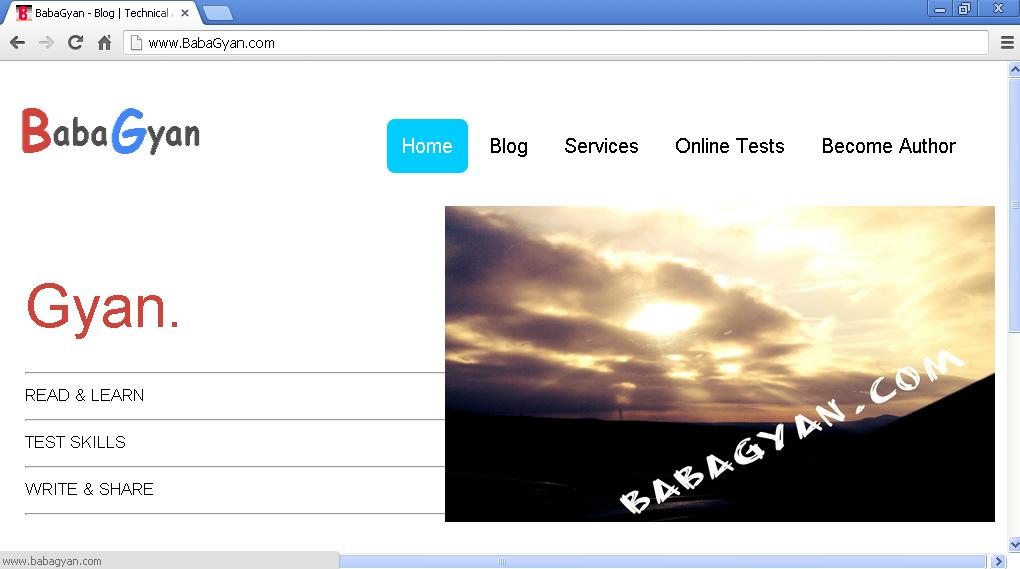 BabaGyan - Blog | Technical
www.BabaGyan.com
BabaGyan
Home Blog Services Online Tests Become Author
Gyan.
READ & LEARN
TEST SKILLS
WRITE & SHARE
BABAGYAN.COM
www.babagyan.com